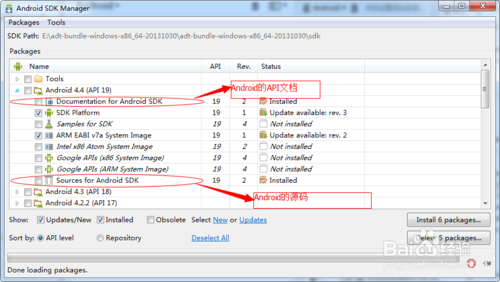 Android SDK Manager
Packages Tools
SDK Path: E:\adt-bundle-windows-x86_64-20131030\adt-bundle-windows-x86_64-20131030\sdk
Packages
Name API Rev. Status
Tools
Android 4.4 (API 19)
Android的API文档
Documentation for Android SDK 19 2 Installed
SDK Platform 19 1 Update available: rev. 3
Samples for SDK 19 4 Not installed
ARM EABI v7a System Image 19 1 Update available: rev. 2
Intel x86 Atom System Image 19 2 Not installed
Google APIs (x86 System Image) 19 4 Not installed
Google APIs (ARM System Image) 19 4 Not installed
Sources for Android SDK 19 2 Installed
Android 4.3 (API 18)
Android的源码
Android 4.2.2 (API 17)
Show: Updates/New Installed Obsolete Select New or Updates Install 6 packages...
Sort by: API level Repository Deselect All Delete 5 packages...
Done loading packages.